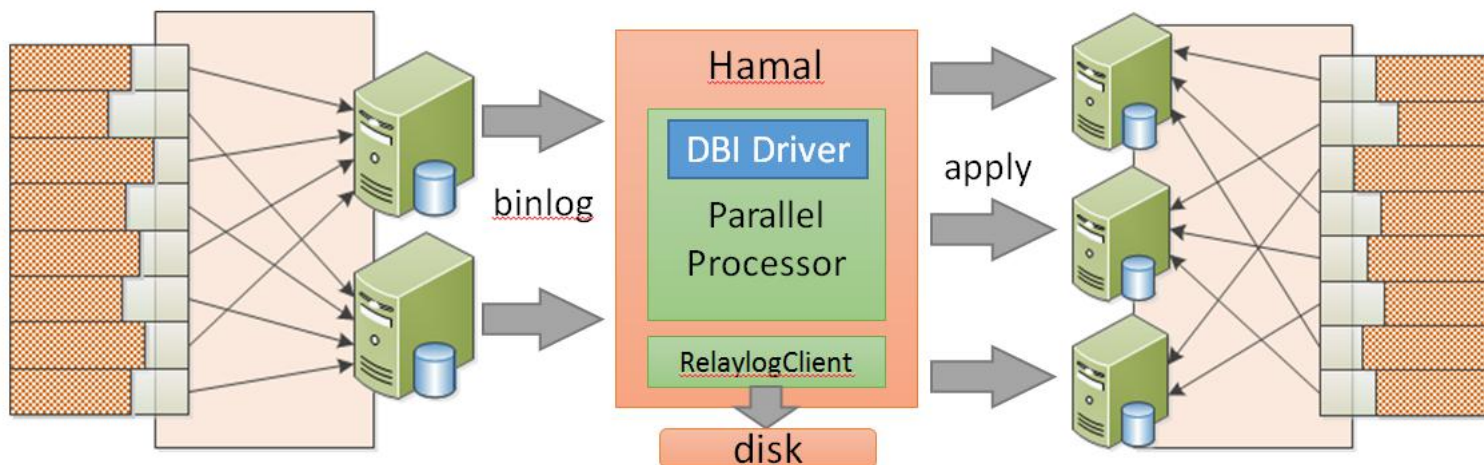 Hamal
DBI Driver
binlog
apply
Parallel
Processor
RelaylogClient
disk